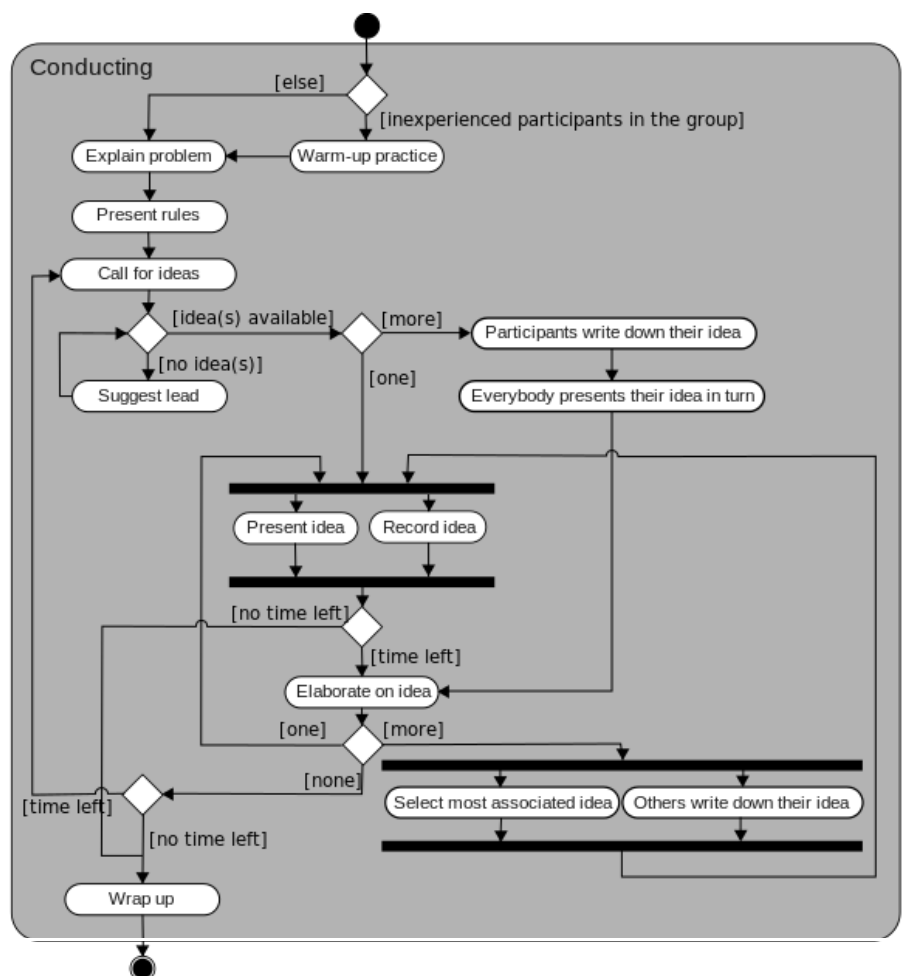 Conducting
[else]
[inexperienced participants in the group]
Explain problem
Warm-up practice
Present rules
Call for ideas
[idea(s) available]
[more]
Participants write down their idea
[no idea(s)]
[one]
Suggest lead
Everybody presents their idea in turn
Present idea
Record idea
[no time left]
[time left]
Elaborate on idea
[one]
[more]
[none]
[time left]
Select most associated idea
Others write down their idea
[no time left]
Wrap up